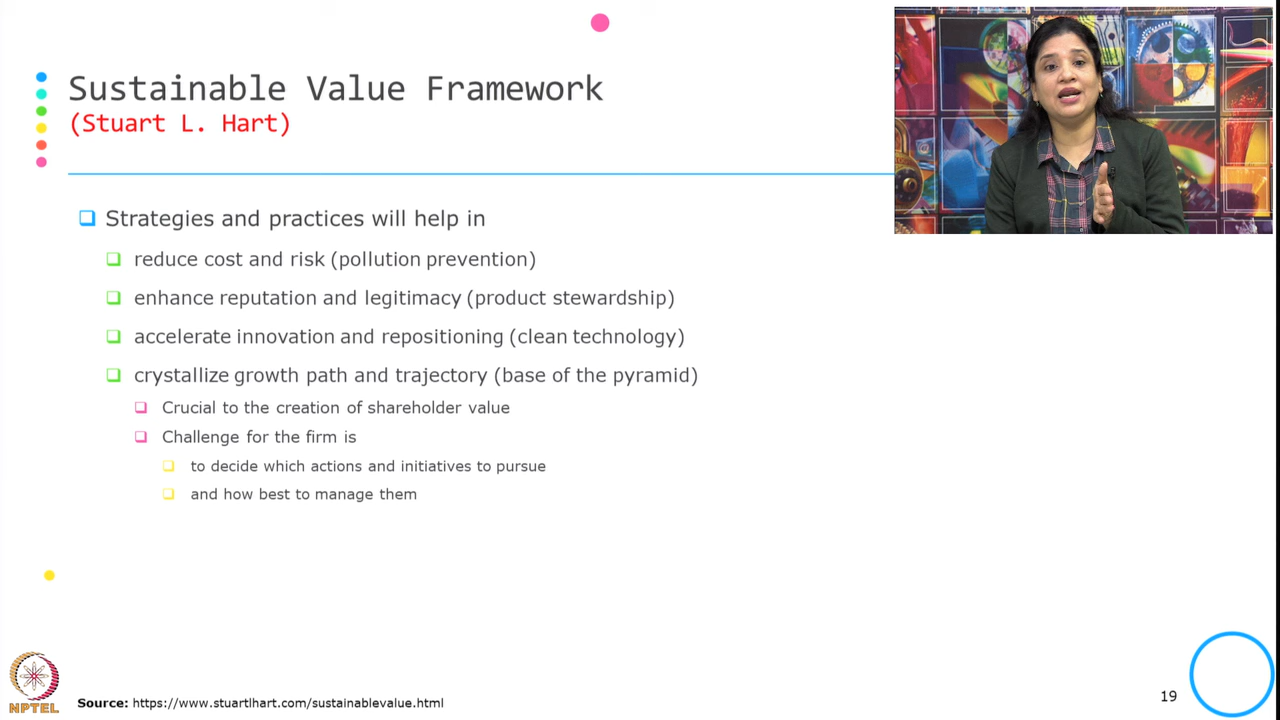 Sustainable Value Framework
(Stuart L. Hart)
Strategies and practices will help in
reduce cost and risk (pollution prevention)
enhance reputation and legitimacy (product stewardship)
accelerate innovation and repositioning (clean technology)
crystallize growth path and trajectory (base of the pyramid)
Crucial to the creation of shareholder value
Challenge for the firm is
to decide which actions and initiatives to pursue
and how best to manage them
NPTEL
Source: https://www.stuartlhart.com/sustainablevalue.html
19